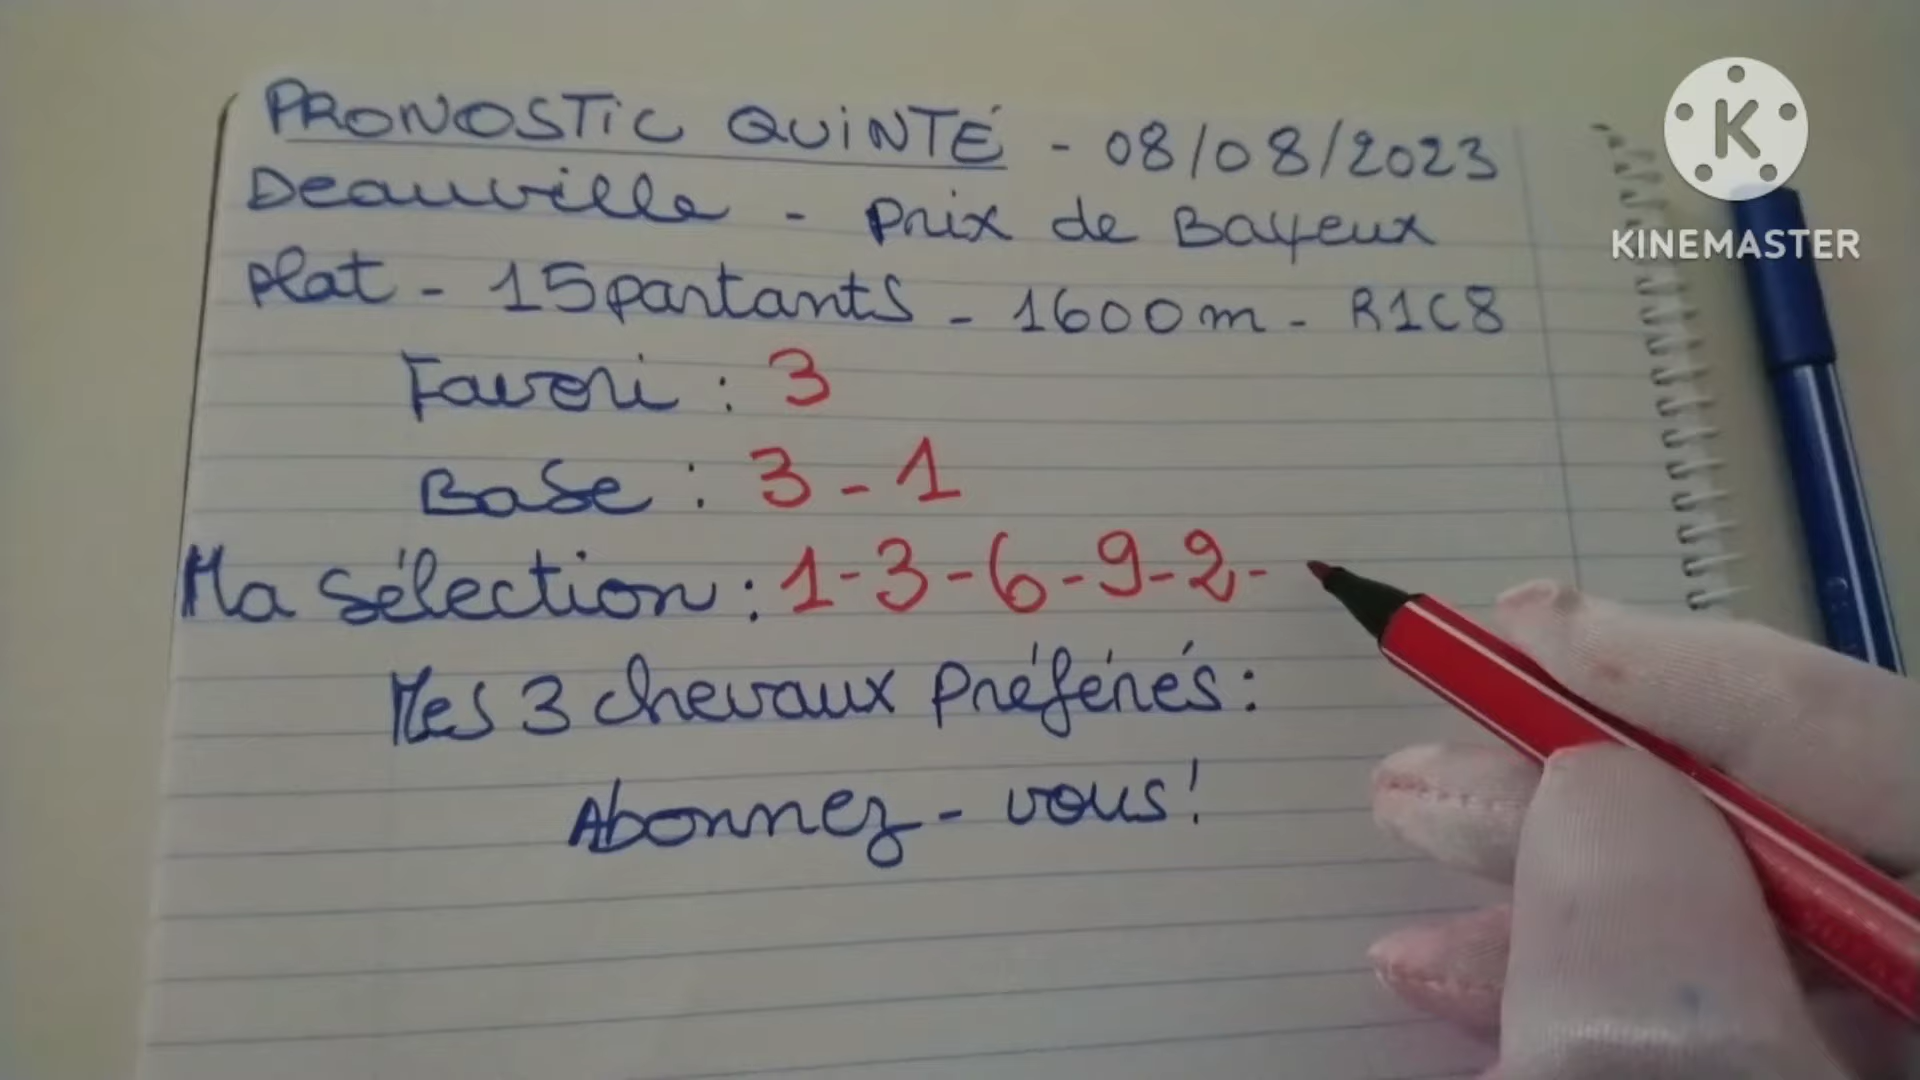 PRONOSTIC QUINTÉ - 08/08/2023
Deauville - Prix de Bayeux
Plat - 15 partants - 1600m - R1C8
Favori : 3
Base : 3 - 1
Ma sélection : 1-3-6-9-2-
Mes 3 chevaux préférés :
Abonnez-vous !
K
KINEMASTER